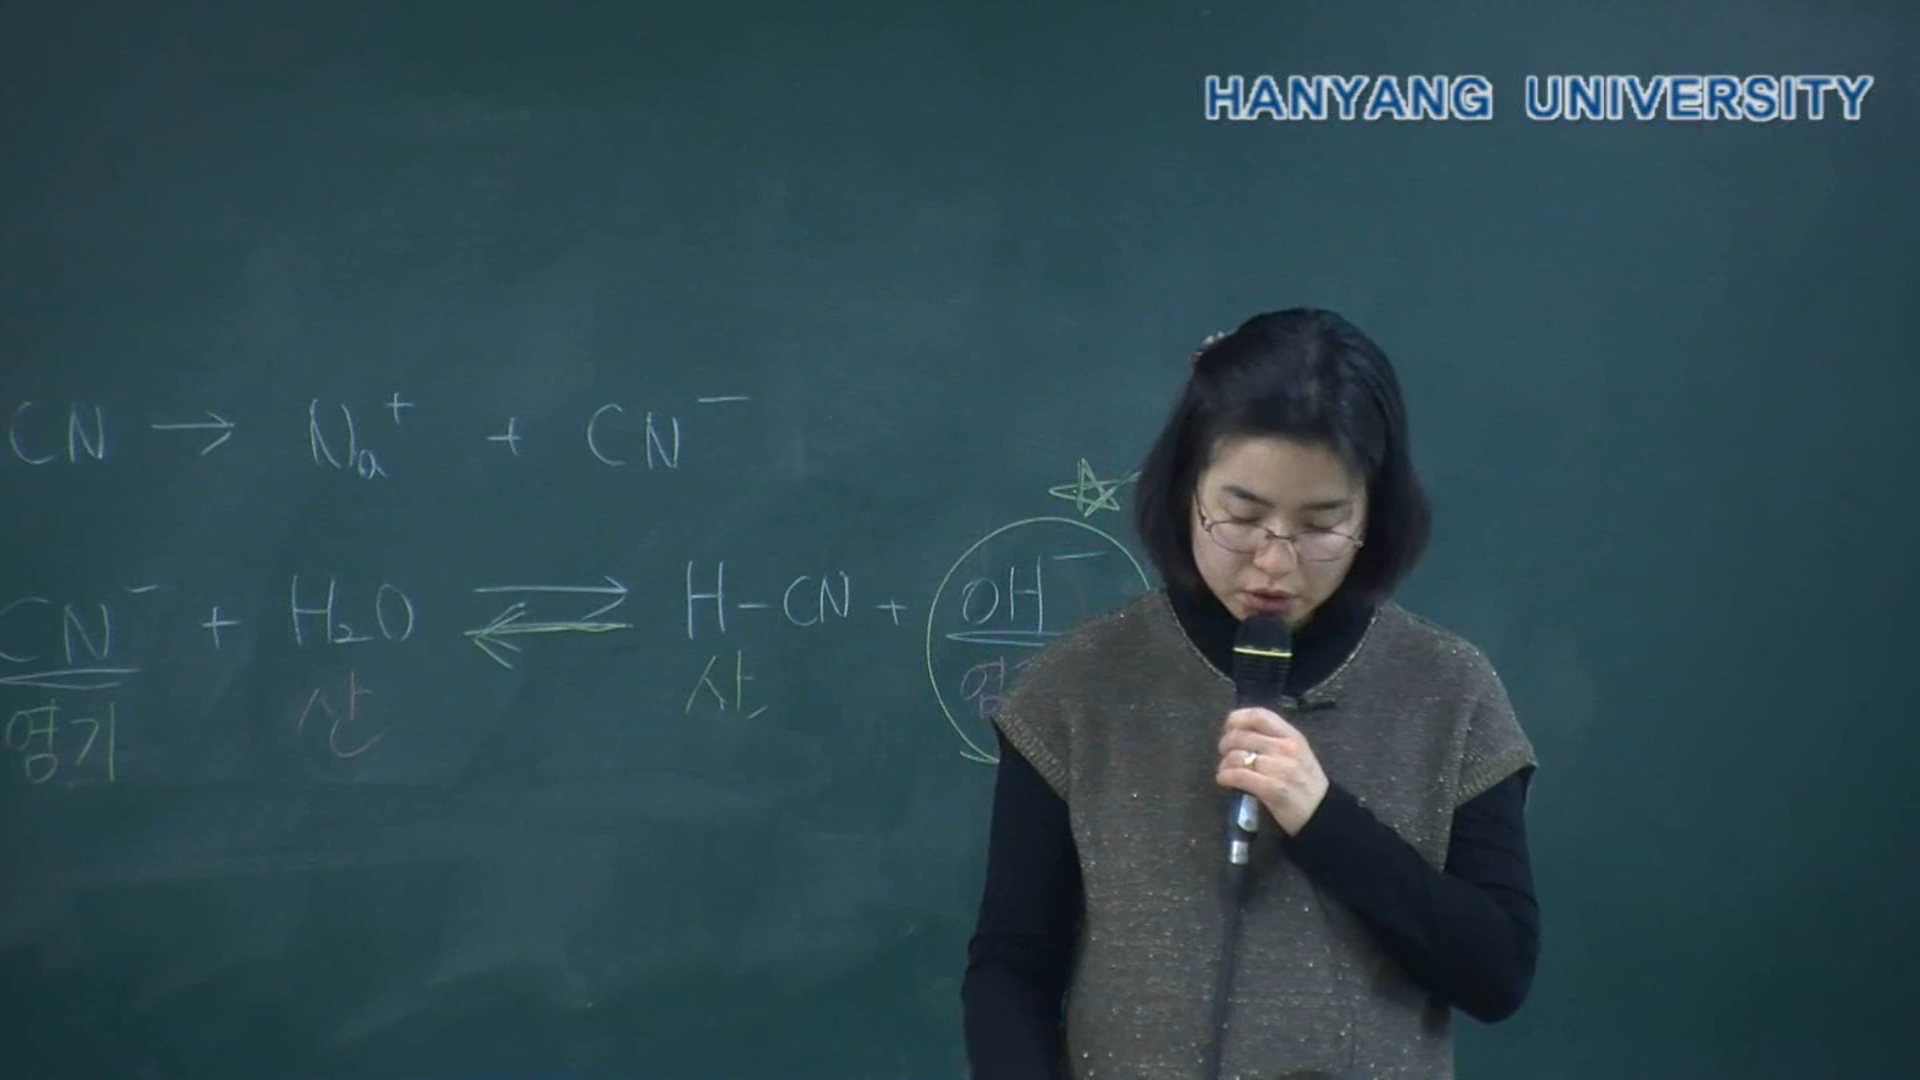 HANYANG UNIVERSITY
CN → Na⁺ + CN⁻
CN⁻ + H₂O ⇌ H-CN + OH⁻
염기 산 산